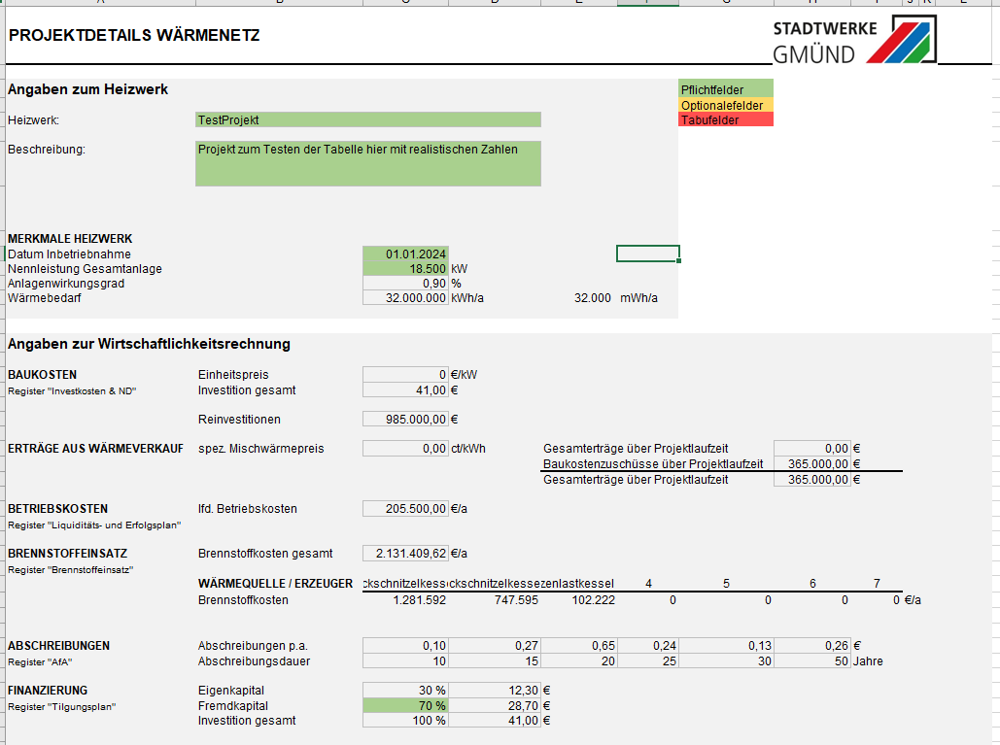 PROJEKTDETAILS WÄRMENETZ
STADTWERKE
GMÜND
Angaben zum Heizwerk
Pflichtfelder
Optionalefelder
Heizwerk: TestProjekt
Tabufelder
Beschreibung: Projekt zum Testen der Tabelle hier mit realistischen Zahlen
MERKMALE HEIZWERK
Datum Inbetriebnahme 01.01.2024
Nennleistung Gesamtanlage 18.500 kW
Anlagenwirkungsgrad 0,90 %
Wärmebedarf 32.000.000 kWh/a 32.000 mWh/a
Angaben zur Wirtschaftlichkeitsrechnung
BAUKOSTEN Einheitspreis 0 €/kW
Register "Investkosten & ND" Investition gesamt 41,00 €
Reinvestitionen 985.000,00 €
ERTRÄGE AUS WÄRMEVERKAUF spez. Mischwärmepreis 0,00 ct/kWh Gesamterträge über Projektlaufzeit 0,00 €
Baukostenzuschüsse über Projektlaufzeit 365.000,00 €
Gesamterträge über Projektlaufzeit 365.000,00 €
BETRIEBSKOSTEN lfd. Betriebskosten 205.500,00 €/a
Register "Liquiditäts- und Erfolgsplan"
BRENNSTOFFEINSATZ Brennstoffkosten gesamt 2.131.409,62 €/a
Register "Brennstoffeinsatz"
WÄRMEQUELLE / ERZEUGER ckschnitzelkesse ckschnitzelkesse zenlastkessel 4 5 6 7
Brennstoffkosten 1.281.592 747.595 102.222 0 0 0 0 €/a
ABSCHREIBUNGEN Abschreibungen p.a. 0,10 0,27 0,65 0,24 0,13 0,26 €
Register "AfA" Abschreibungsdauer 10 15 20 25 30 50 Jahre
FINANZIERUNG Eigenkapital 30 % 12,30 €
Register "Tilgungsplan" Fremdkapital 70 % 28,70 €
Investition gesamt 100 % 41,00 €